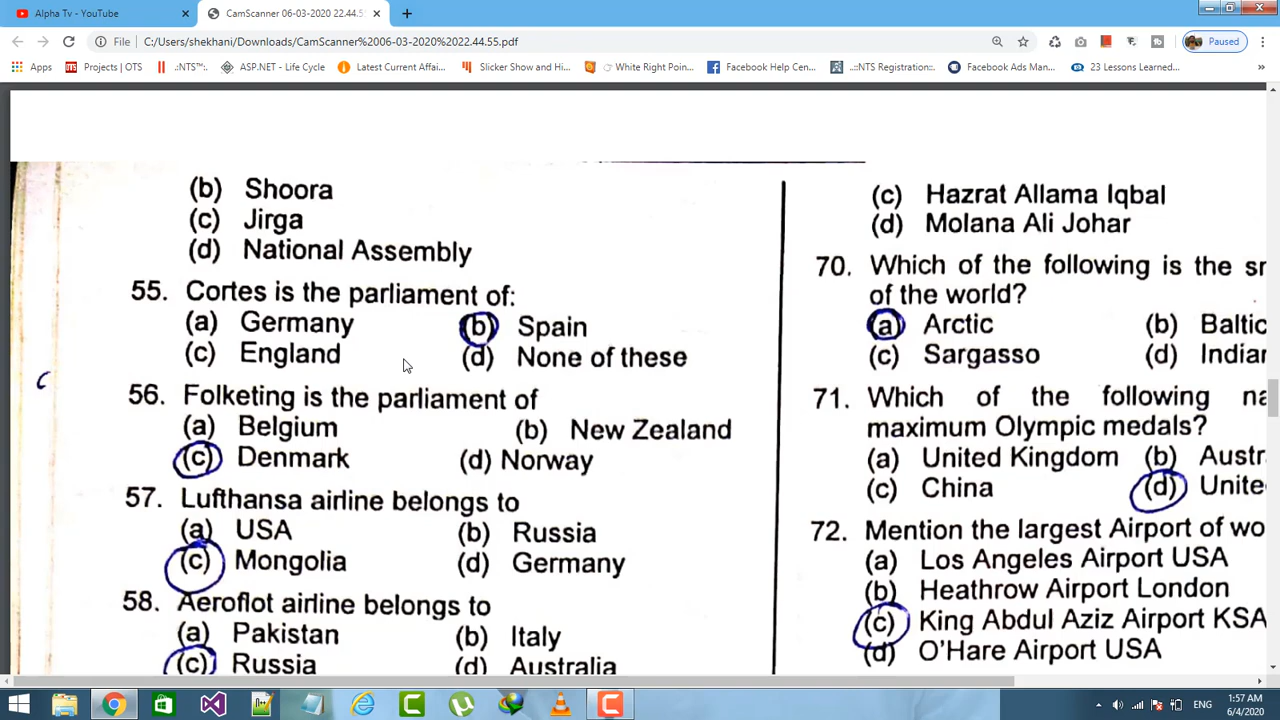 Alpha Tv - YouTube
CamScanner 06-03-2020 22.44.5
File
C:/Users/shekhani/Downloads/CamScanner%2006-03-2020%2022.44.55.pdf
Paused
Apps
Projects | OTS
.:NTS™:.
ASP.NET - Life Cycle
Latest Current Affai...
Slicker Show and Hi...
White Right Poin...
Facebook Help Cen...
..::NTS Registration:..
Facebook Ads Man...
23 Lessons Learned...
(b) Shoora
(c) Jirga
(d) National Assembly
55. Cortes is the parliament of:
(a) Germany (b) Spain
(c) England (d) None of these
56. Folketing is the parliament of
(a) Belgium (b) New Zealand
(c) Denmark (d) Norway
57. Lufthansa airline belongs to
(a) USA (b) Russia
(c) Mongolia (d) Germany
58. Aeroflot airline belongs to
(a) Pakistan (b) Italy
(c) Russia (d) Australia
(c) Hazrat Allama Iqbal
(d) Molana Ali Johar
70. Which of the following is the sr
of the world?
(a) Arctic (b) Baltic
(c) Sargasso (d) Indian
71. Which of the following na
maximum Olympic medals?
(a) United Kingdom (b) Austr
(c) China (d) Unite
72. Mention the largest Airport of wo
(a) Los Angeles Airport USA
(b) Heathrow Airport London
(c) King Abdul Aziz Airport KSA
(d) O'Hare Airport USA
1:57 AM
ENG
6/4/2020